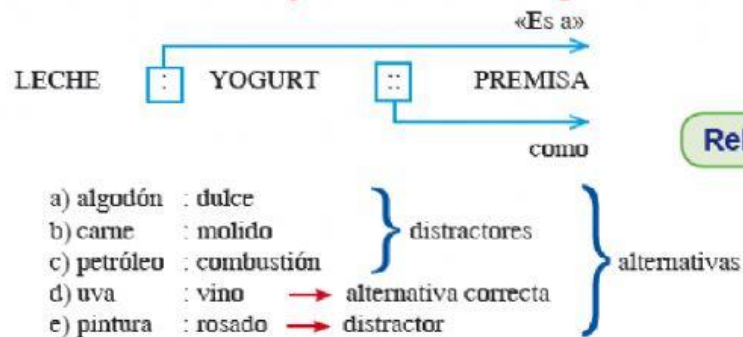 «Es a»
LECHE : YOGURT :: PREMISA
como
a) algodón : dulce
b) carne : molido
c) petróleo : combustión
d) uva : vino → alternativa correcta
e) pintura : rosado → distractor
distractores
alternativas